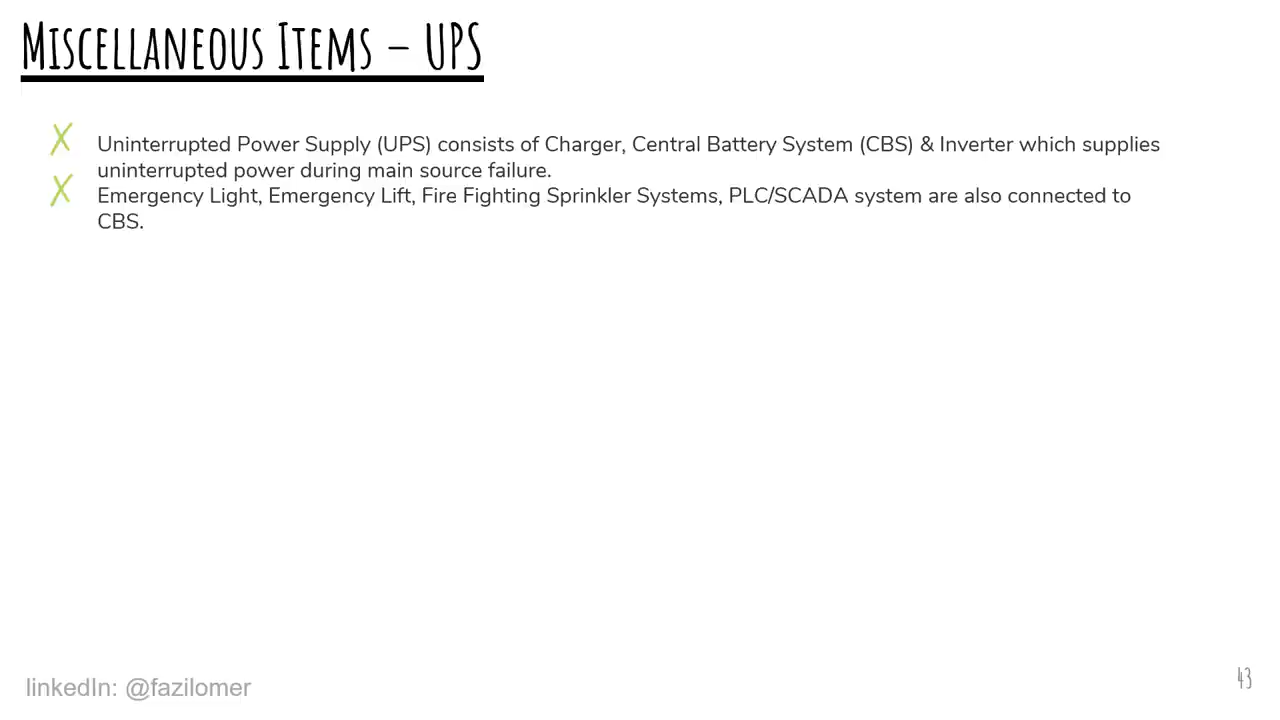 Miscellaneous Items – UPS
Uninterrupted Power Supply (UPS) consists of Charger, Central Battery System (CBS) & Inverter which supplies
uninterrupted power during main source failure.
Emergency Light, Emergency Lift, Fire Fighting Sprinkler Systems, PLC/SCADA system are also connected to
CBS.
linkedIn: @fazilomer
43